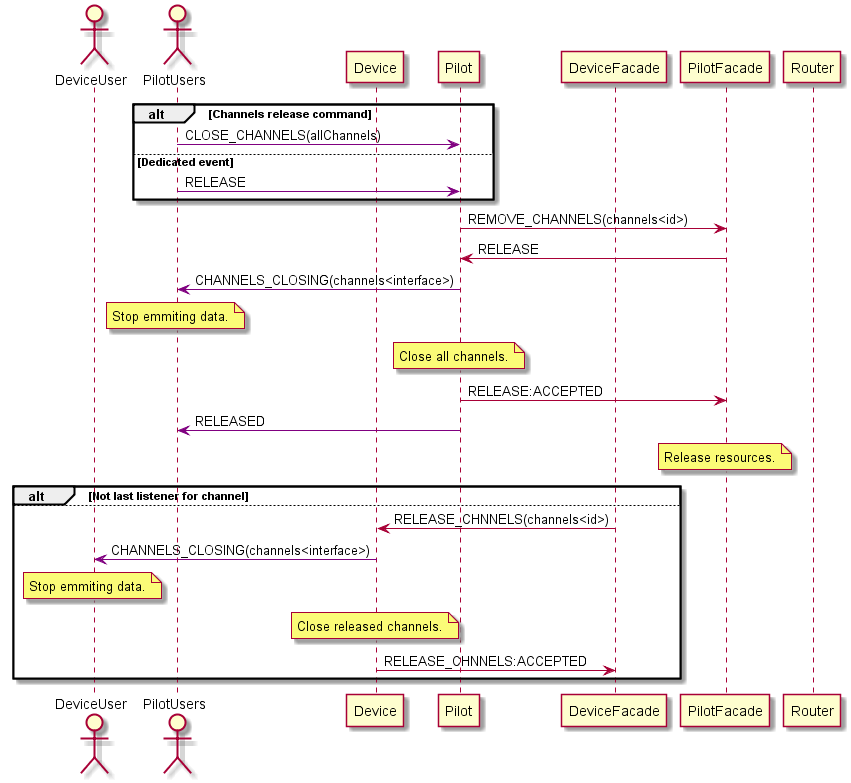 DeviceUser
PilotUsers
Device
Pilot
DeviceFacade
PilotFacade
Router
alt
[Channels release command]
CLOSE_CHANNELS(allChannels)
[Dedicated event]
RELEASE
REMOVE_CHANNELS(channels<id>)
RELEASE
CHANNELS_CLOSING(channels<interface>)
Stop emmiting data.
Close all channels.
RELEASE:ACCEPTED
RELEASED
Release resources.
alt
[Not last listener for channel]
RELEASE_CHNNELS(channels<id>)
CHANNELS_CLOSING(channels<interface>)
Stop emmiting data.
Close released channels.
RELEASE_CHNNELS:ACCEPTED
DeviceUser
PilotUsers
Device
Pilot
DeviceFacade
PilotFacade
Router